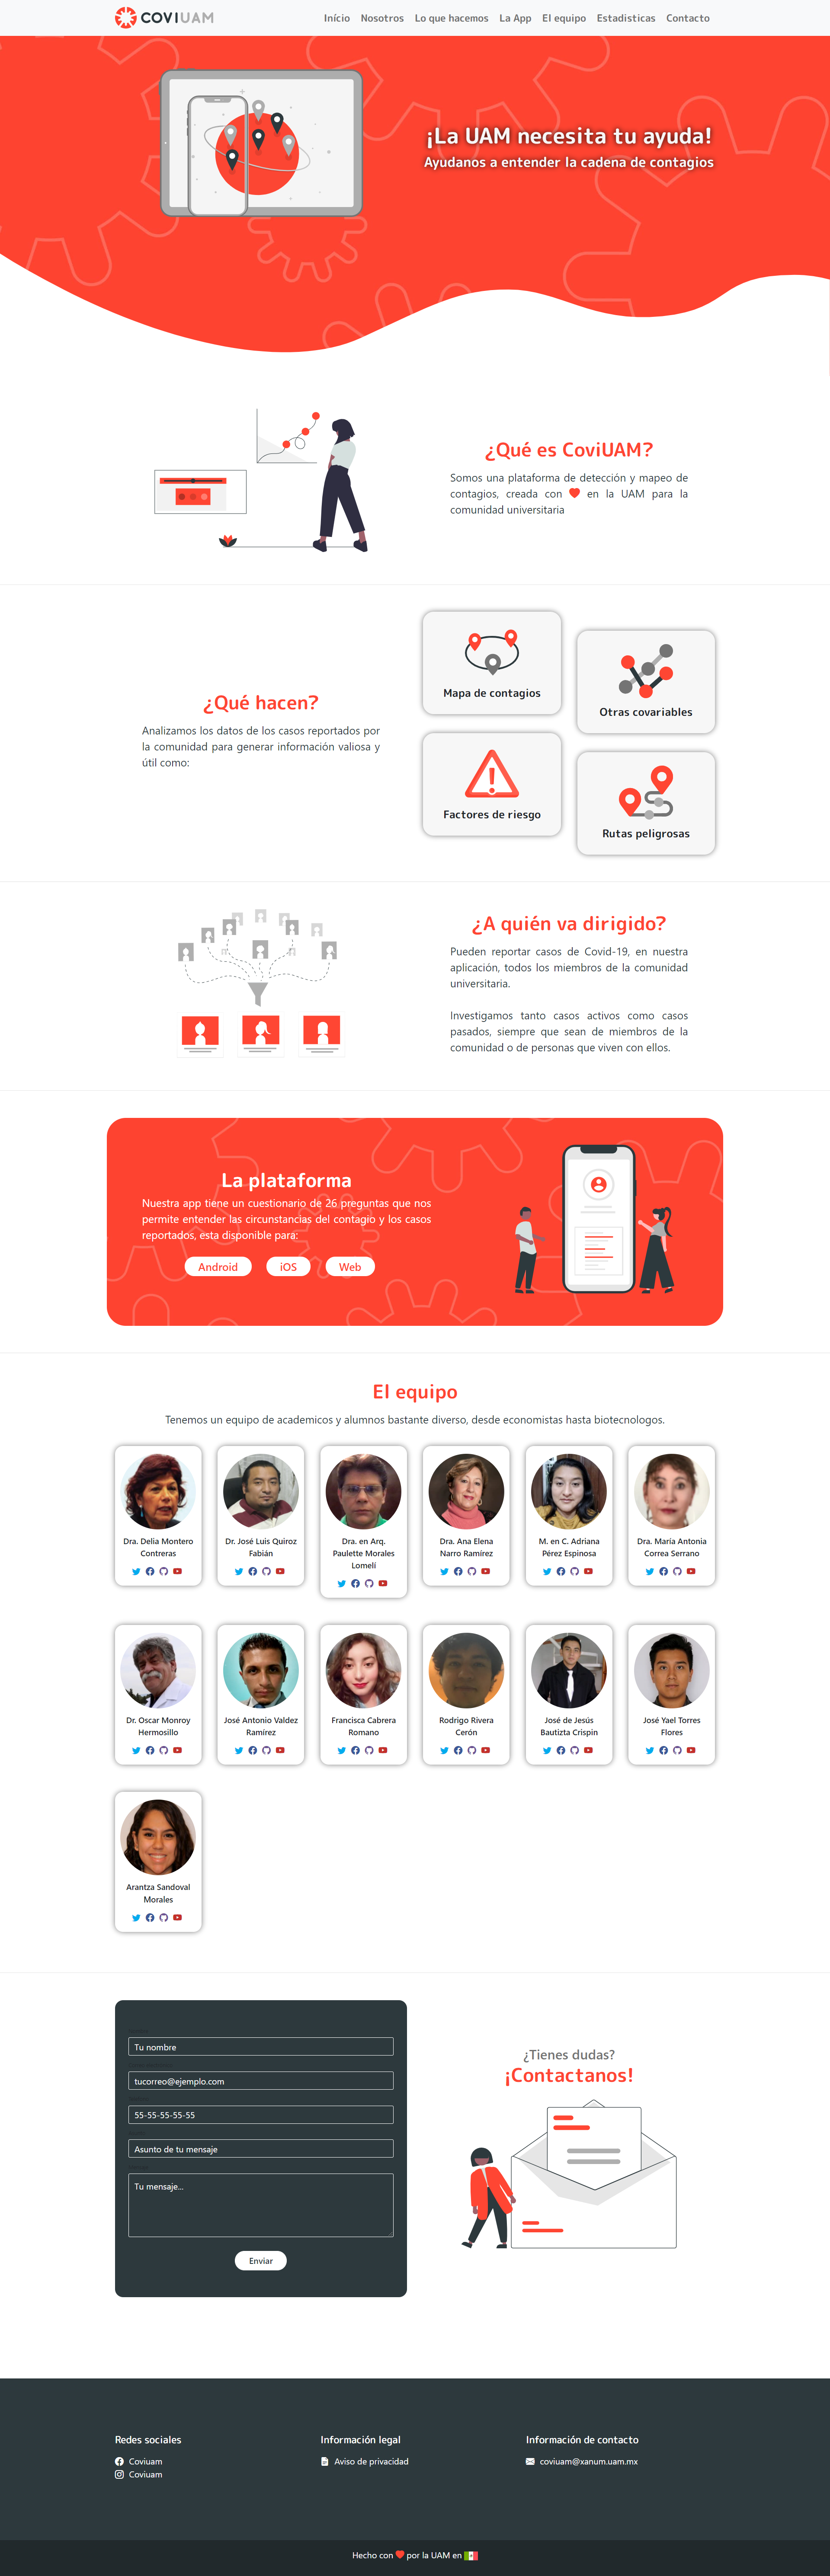 COVIUAM
Inicio Nosotros Lo que hacemos La App El equipo Estadisticas Contacto
¡La UAM necesita tu ayuda!
Ayudanos a entender la cadena de contagios
¿Qué es CoviUAM?
Somos una plataforma de detección y mapeo de
contagios, creada con en la UAM para la
comunidad universitaria
¿Qué hacen?
Analizamos los datos de los casos reportados por
la comunidad para generar información valiosa y
útil como:
Mapa de contagios
Otras covariables
Factores de riesgo
Rutas peligrosas
¿A quién va dirigido?
Pueden reportar casos de Covid-19, en nuestra
aplicación, todos los miembros de la comunidad
universitaria.
Investigamos tanto casos activos como casos
pasados, siempre que sean de miembros de la
comunidad o de personas que viven con ellos.
La plataforma
Nuestra app tiene un cuestionario de 26 preguntas que nos
permite entender las circunstancias del contagio y los casos
reportados, ésta disponible para:
Android iOS Web
El equipo
Tenemos un equipo de academicos y alumnos bastante diverso, desde economistas hasta biotecnologos.
Dra. Delia Montero
Contreras
Dr. José Luis Quiroz
Fabián
Dra. en Arq.
Paulette Morales
Lomelí
Dra. Ana Elena
Narro Ramírez
M. en C. Adriana
Pérez Espinosa
Dra. María Antonia
Correa Serrano
Dr. Oscar Monroy
Hermosillo
José Antonio Valdez
Ramírez
Francisca Cabrera
Romano
Rodrigo Rivera
Cerón
José de Jesús
Bautizta Crispin
José Yael Torres
Flores
Arantza Sandoval
Morales
Tu nombre
tucorreo@ejemplo.com
55-55-55-55-55
Asunto de tu mensaje
Tu mensaje...
Enviar
¿Tienes dudas?
¡Contactanos!
Redes sociales
Coviuam
Coviuam
Información legal
Aviso de privacidad
Información de contacto
coviuam@xanum.uam.mx
Hecho con por la UAM en